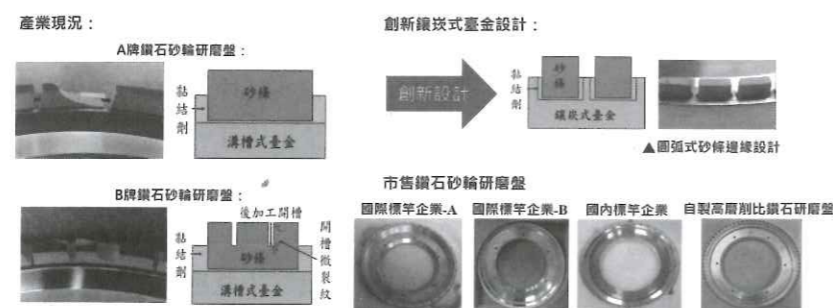 產業現況：
A牌鑽石砂輪研磨盤：
黏結劑
砂條
溝槽式臺金
B牌鑽石砂輪研磨盤：
後加工開槽
黏結劑
砂條
開槽微裂紋
溝槽式臺金
創新鑲崁式臺金設計：
創新設計
黏結劑
砂條
鑲崁式臺金
▲圓弧式砂條邊緣設計
市售鑽石砂輪研磨盤
國際標竿企業-A
國際標竿企業-B
國內標竿企業
自製高磨削比鑽石研磨盤